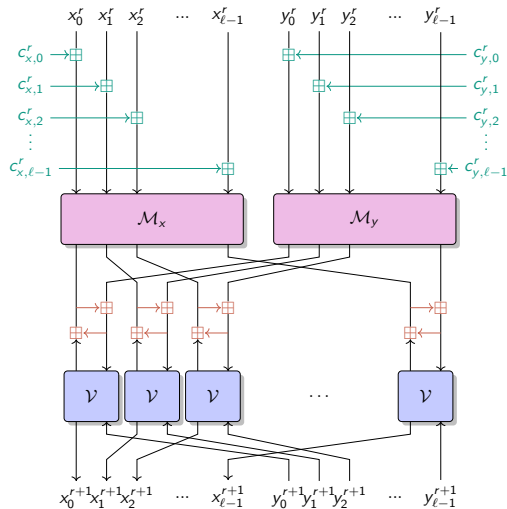 x_0^r x_1^r x_2^r ... x_{ℓ−1}^r y_0^r y_1^r y_2^r ... y_{ℓ−1}^r
c_{x,0}^r c_{y,0}^r
c_{x,1}^r c_{y,1}^r
c_{x,2}^r c_{y,2}^r
⋮ ⋮
c_{x,ℓ−1}^r c_{y,ℓ−1}^r
ℳ_x ℳ_y
𝒱 𝒱 𝒱 ... 𝒱
x_0^{r+1} x_1^{r+1} x_2^{r+1} ... x_{ℓ−1}^{r+1} y_0^{r+1} y_1^{r+1} y_2^{r+1} ... y_{ℓ−1}^{r+1}